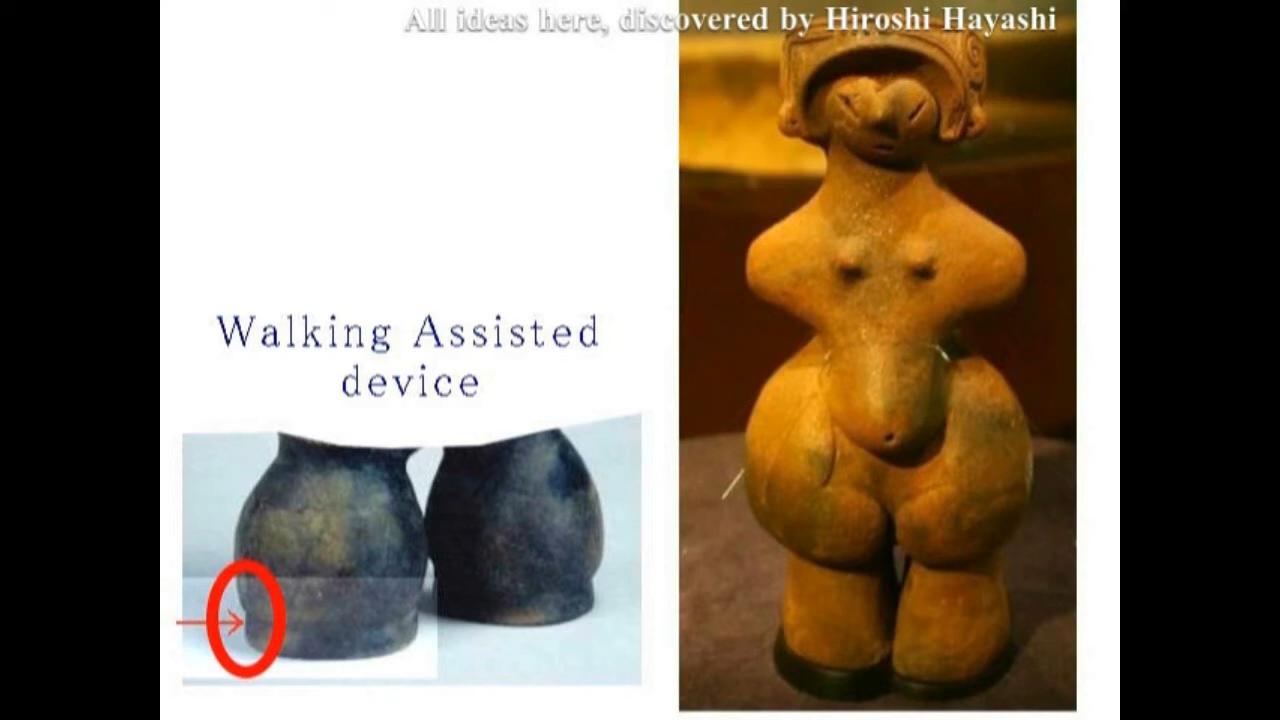 All ideas here, discovered by Hiroshi Hayashi
Walking Assisted
device